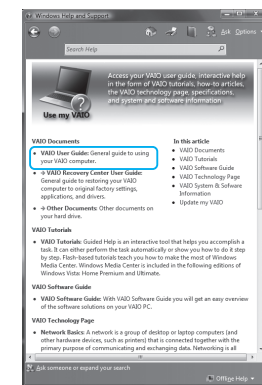 Windows Help and Support
Ask Options
Search Help
Access your VAIO user guide, interactive help
in the form of VAIO tutorials, how-to articles,
the VAIO technology page, specifications,
and system and software information
Use my VAIO
VAIO Documents
VAIO User Guide: General guide to using
your VAIO computer.
VAIO Recovery Center User Guide:
General guide to restoring your VAIO
computer to original factory settings,
applications, and drivers.
Other Documents: Other documents on
your hard drive.
In this article
VAIO Documents
VAIO Tutorials
VAIO Software Guide
VAIO Technology Page
VAIO System & Sofware
Information
Update my VAIO
VAIO Tutorials
VAIO Tutorials: Guided Help is an interactive tool that helps you accomplish a
task. It can either perform the task automatically or show you how to do it step
by step. Flash-based tutorials teach you how to make the most of Windows
Media Center. Windows Media Center is included in the following editions of
Windows Vista: Home Premium and Ultimate.
VAIO Software Guide
VAIO Software Guide: With VAIO Software Guide you will get an easy overview
of the software solutions on your VAIO PC.
VAIO Technology Page
Network Basics: A network is a group of desktop or laptop computers (and
other hardware devices, such as printers) that is connected together with the
primary purpose of communicating and exchanging data. Networking is all
Ask someone or expand your search
Offline Help